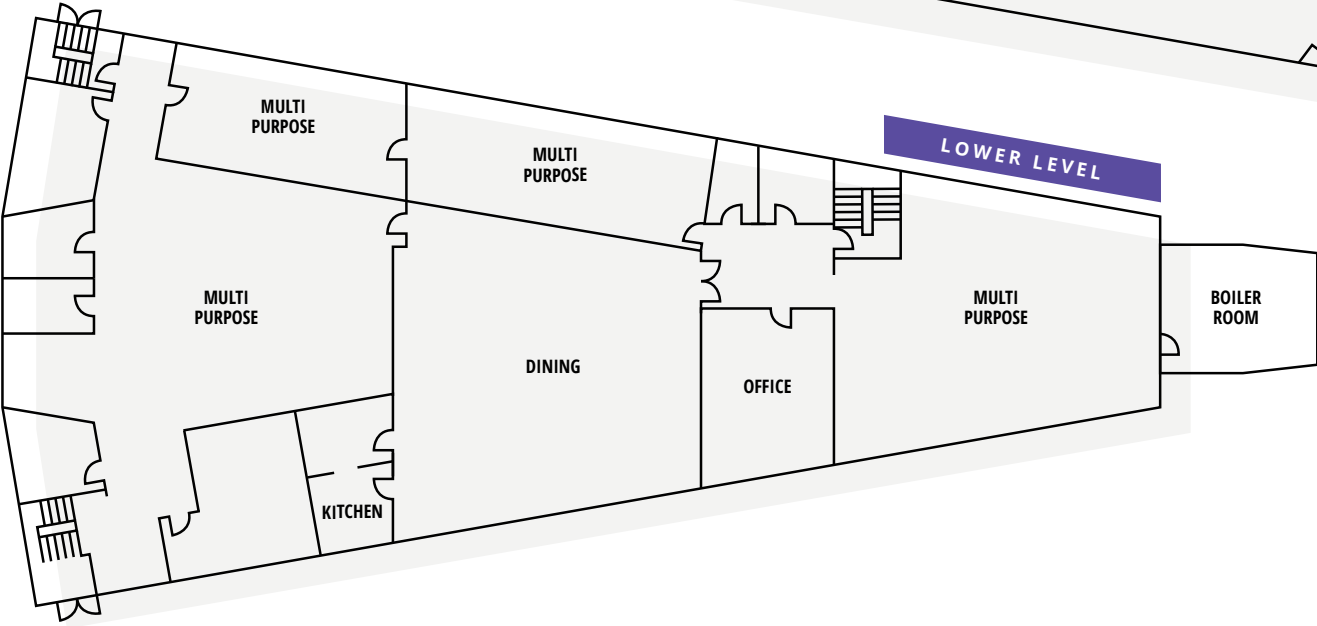 MULTI
PURPOSE
MULTI
PURPOSE
LOWER LEVEL
MULTI
PURPOSE
MULTI
PURPOSE
BOILER
ROOM
DINING
OFFICE
KITCHEN